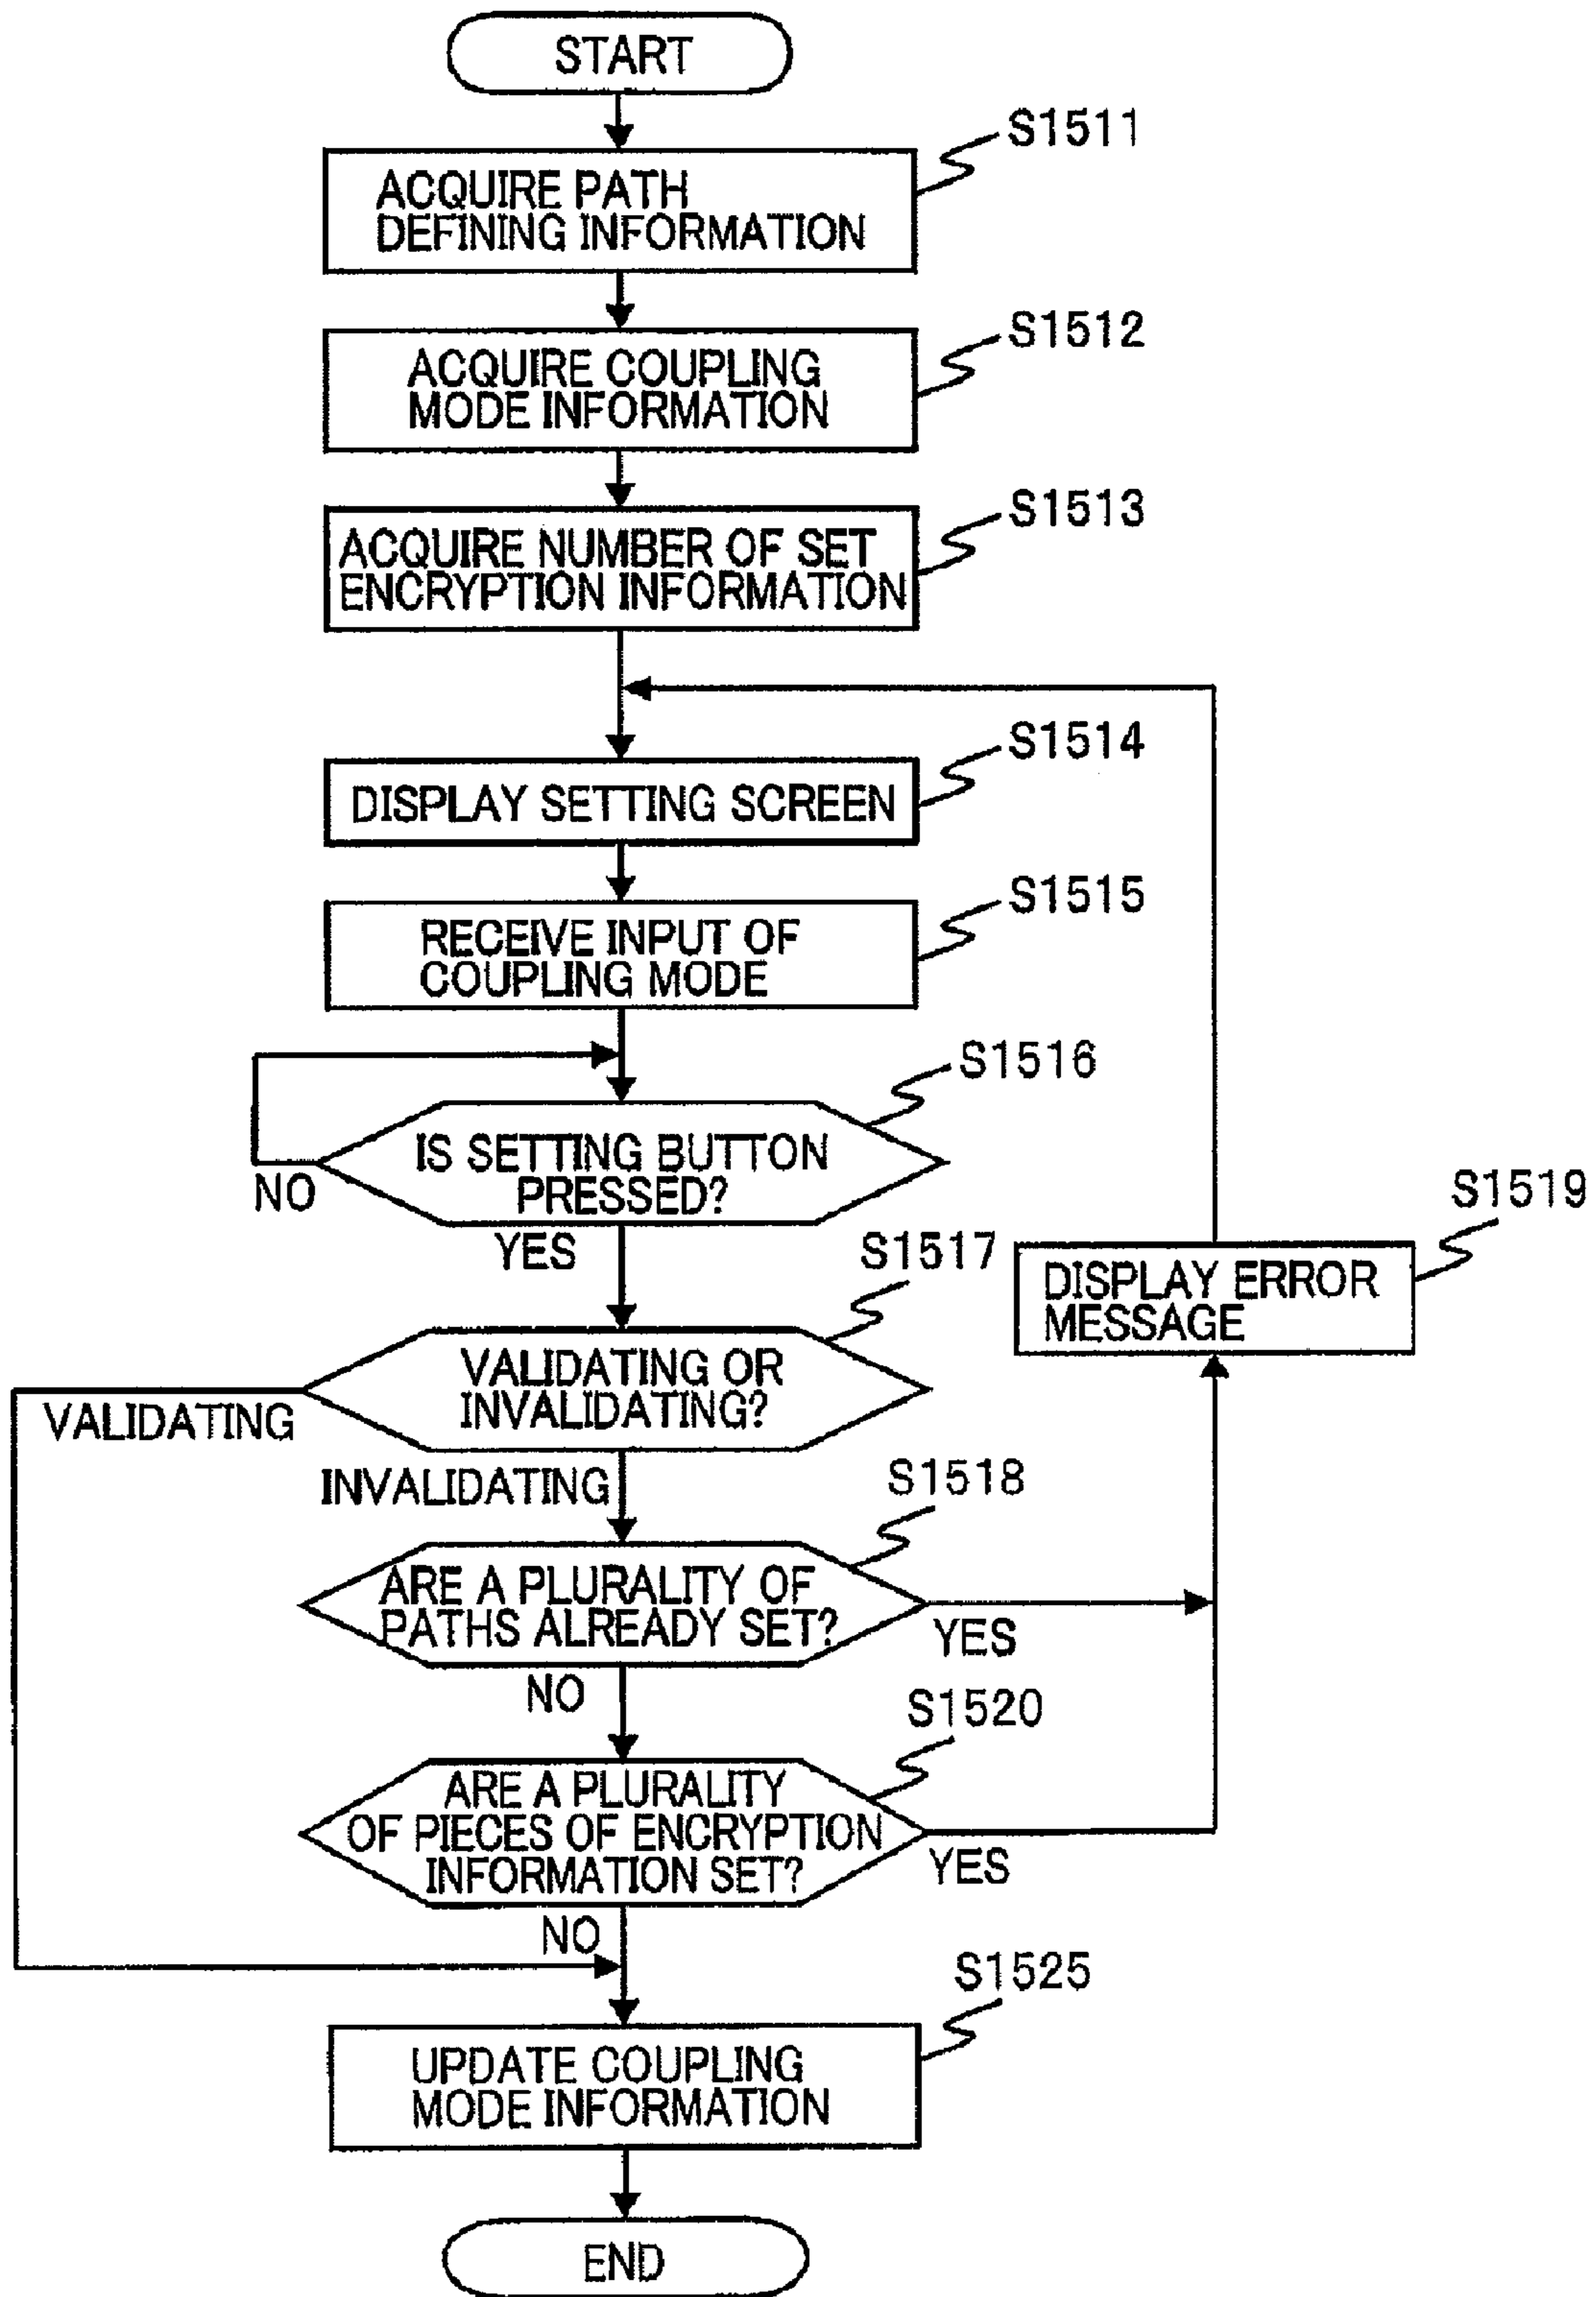 START
S1511
ACQUIRE PATH
DEFINING INFORMATION
S1512
ACQUIRE COUPLING
MODE INFORMATION
S1513
ACQUIRE NUMBER OF SET
ENCRYPTION INFORMATION
S1514
DISPLAY SETTING SCREEN
S1515
RECEIVE INPUT OF
COUPLING MODE
S1516
IS SETTING BUTTON
PRESSED?
NO
YES
S1519
DISPLAY ERROR
MESSAGE
S1517
VALIDATING OR
INVALIDATING?
VALIDATING
INVALIDATING
S1518
ARE A PLURALITY OF
PATHS ALREADY SET?
YES
NO
S1520
ARE A PLURALITY
OF PIECES OF ENCRYPTION
INFORMATION SET?
YES
NO
S1525
UPDATE COUPLING
MODE INFORMATION
END